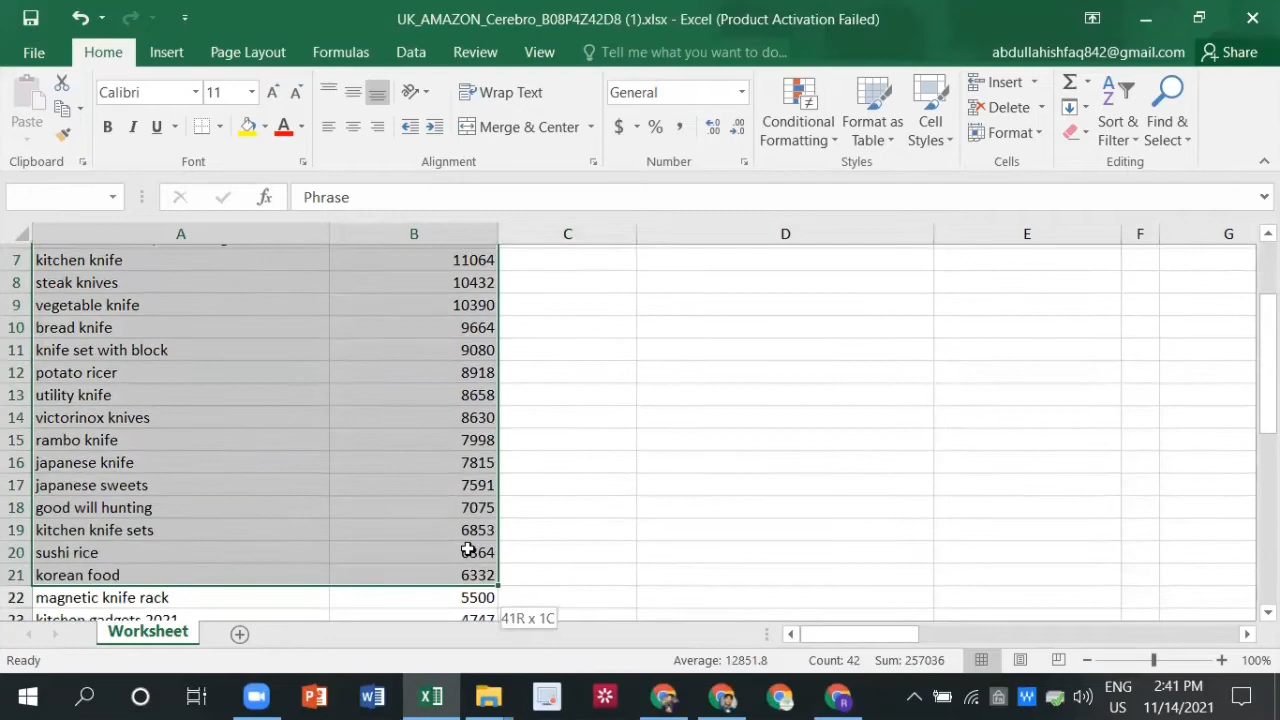 UK_AMAZON_Cerebro_B08P4Z42D8 (1).xlsx - Excel (Product Activation Failed)
File Home Insert Page Layout Formulas Data Review View Tell me what you want to do... abdullahishfaq842@gmail.com Share
Paste Calibri 11 Wrap Text General Conditional Formatting Format as Table Cell Styles Insert Sort & Filter Find & Select
B I U Merge & Center $ % , Delete
Format
Clipboard Font Alignment Number Styles Cells Editing
fx Phrase
A B C D E F G
7 kitchen knife 11064
8 steak knives 10432
9 vegetable knife 10390
10 bread knife 9664
11 knife set with block 9080
12 potato ricer 8918
13 utility knife 8658
14 victorinox knives 8630
15 rambo knife 7998
16 japanese knife 7815
17 japanese sweets 7591
18 good will hunting 7075
19 kitchen knife sets 6853
20 sushi rice
21 korean food 6332
22 magnetic knife rack 5500
23 kitchen gadgets 2021 4747
41R x 1C
Worksheet
Ready Average: 12851.8 Count: 42 Sum: 257036 100%
ENG 2:41 PM
US 11/14/2021